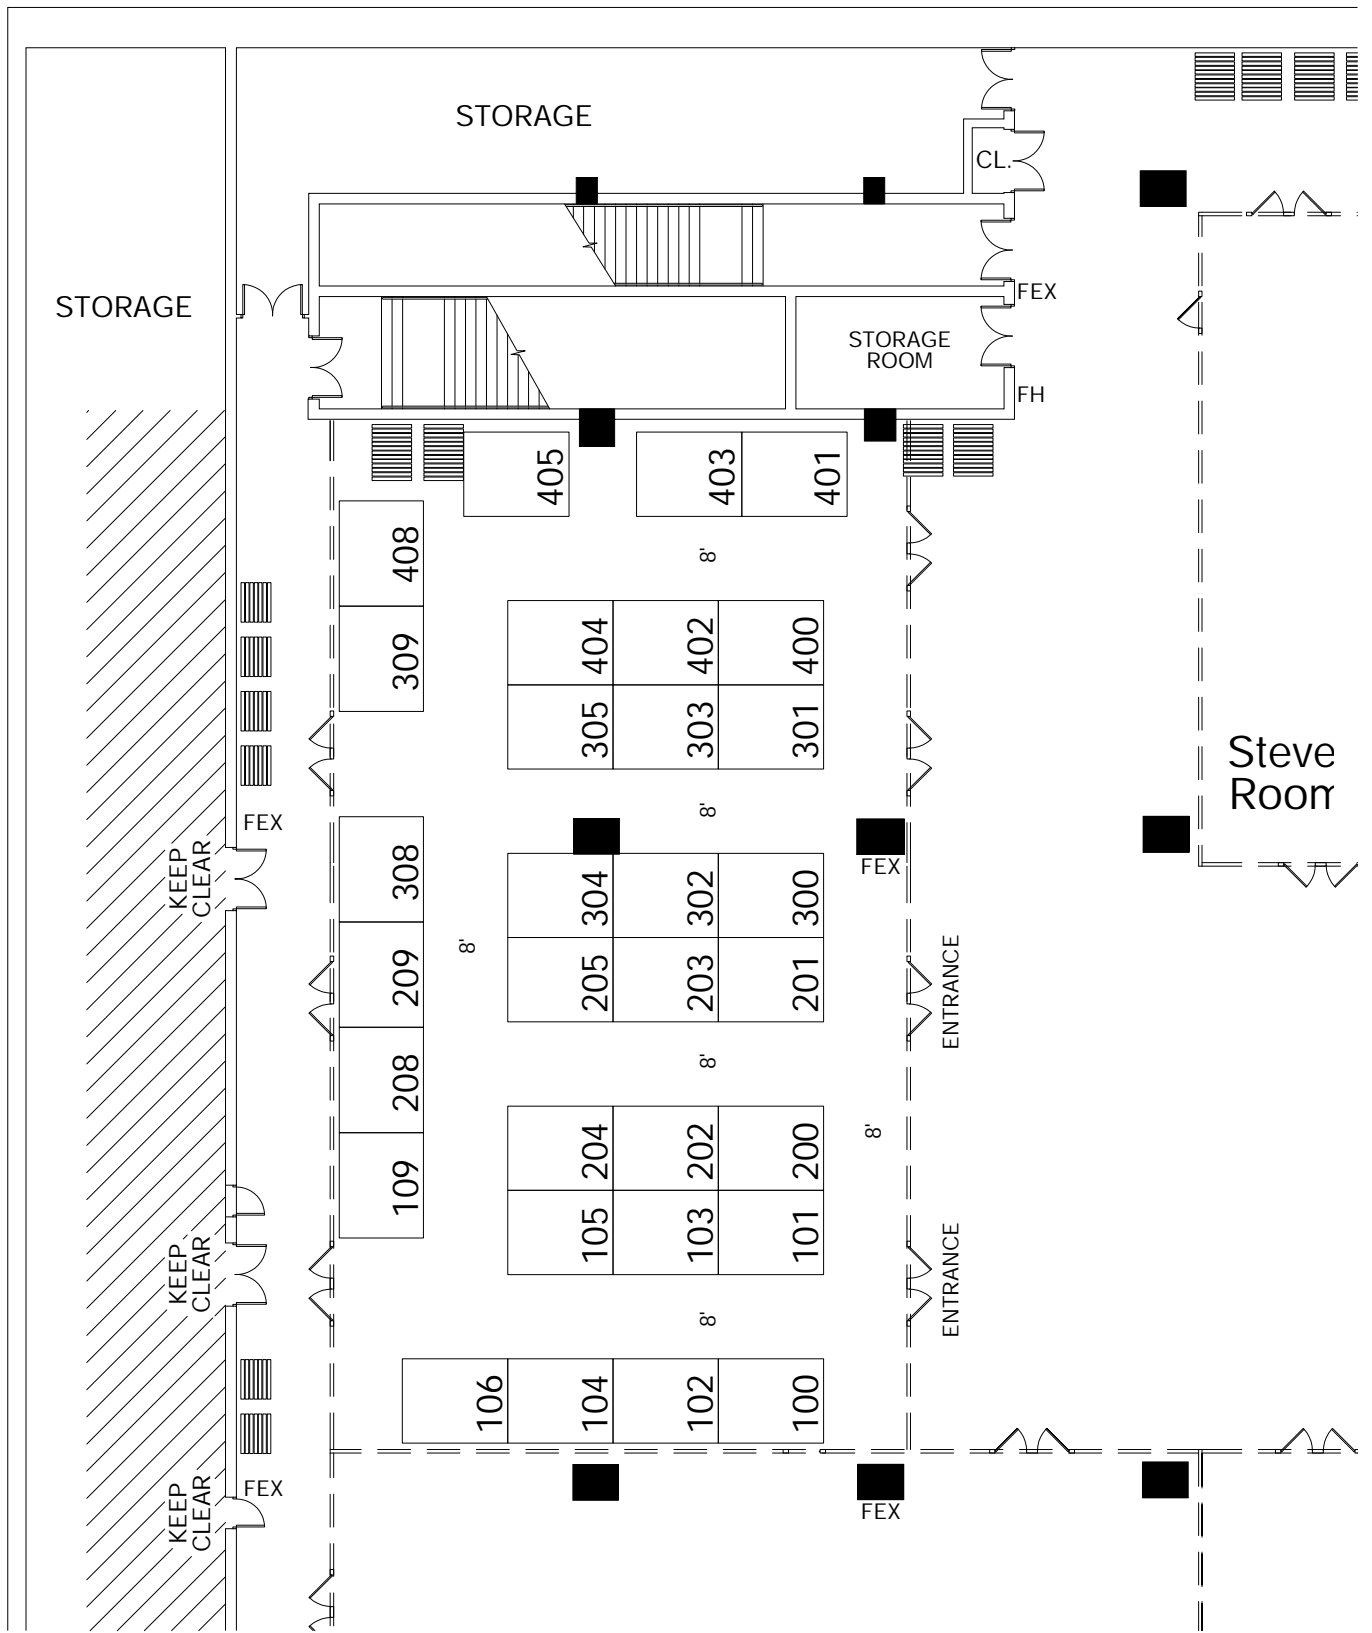 STORAGE
CL.
STORAGE
FEX
STORAGE
ROOM
FH
405
403
401
408
8'
309
404
402
400
305
303
301
Steve
Room
8'
FEX
KEEP
CLEAR
FEX
308
304
302
300
209
8'
205
203
201
ENTRANCE
208
8'
8'
204
202
200
109
105
103
101
KEEP
CLEAR
ENTRANCE
8'
106
104
102
100
FEX
KEEP
CLEAR
FEX